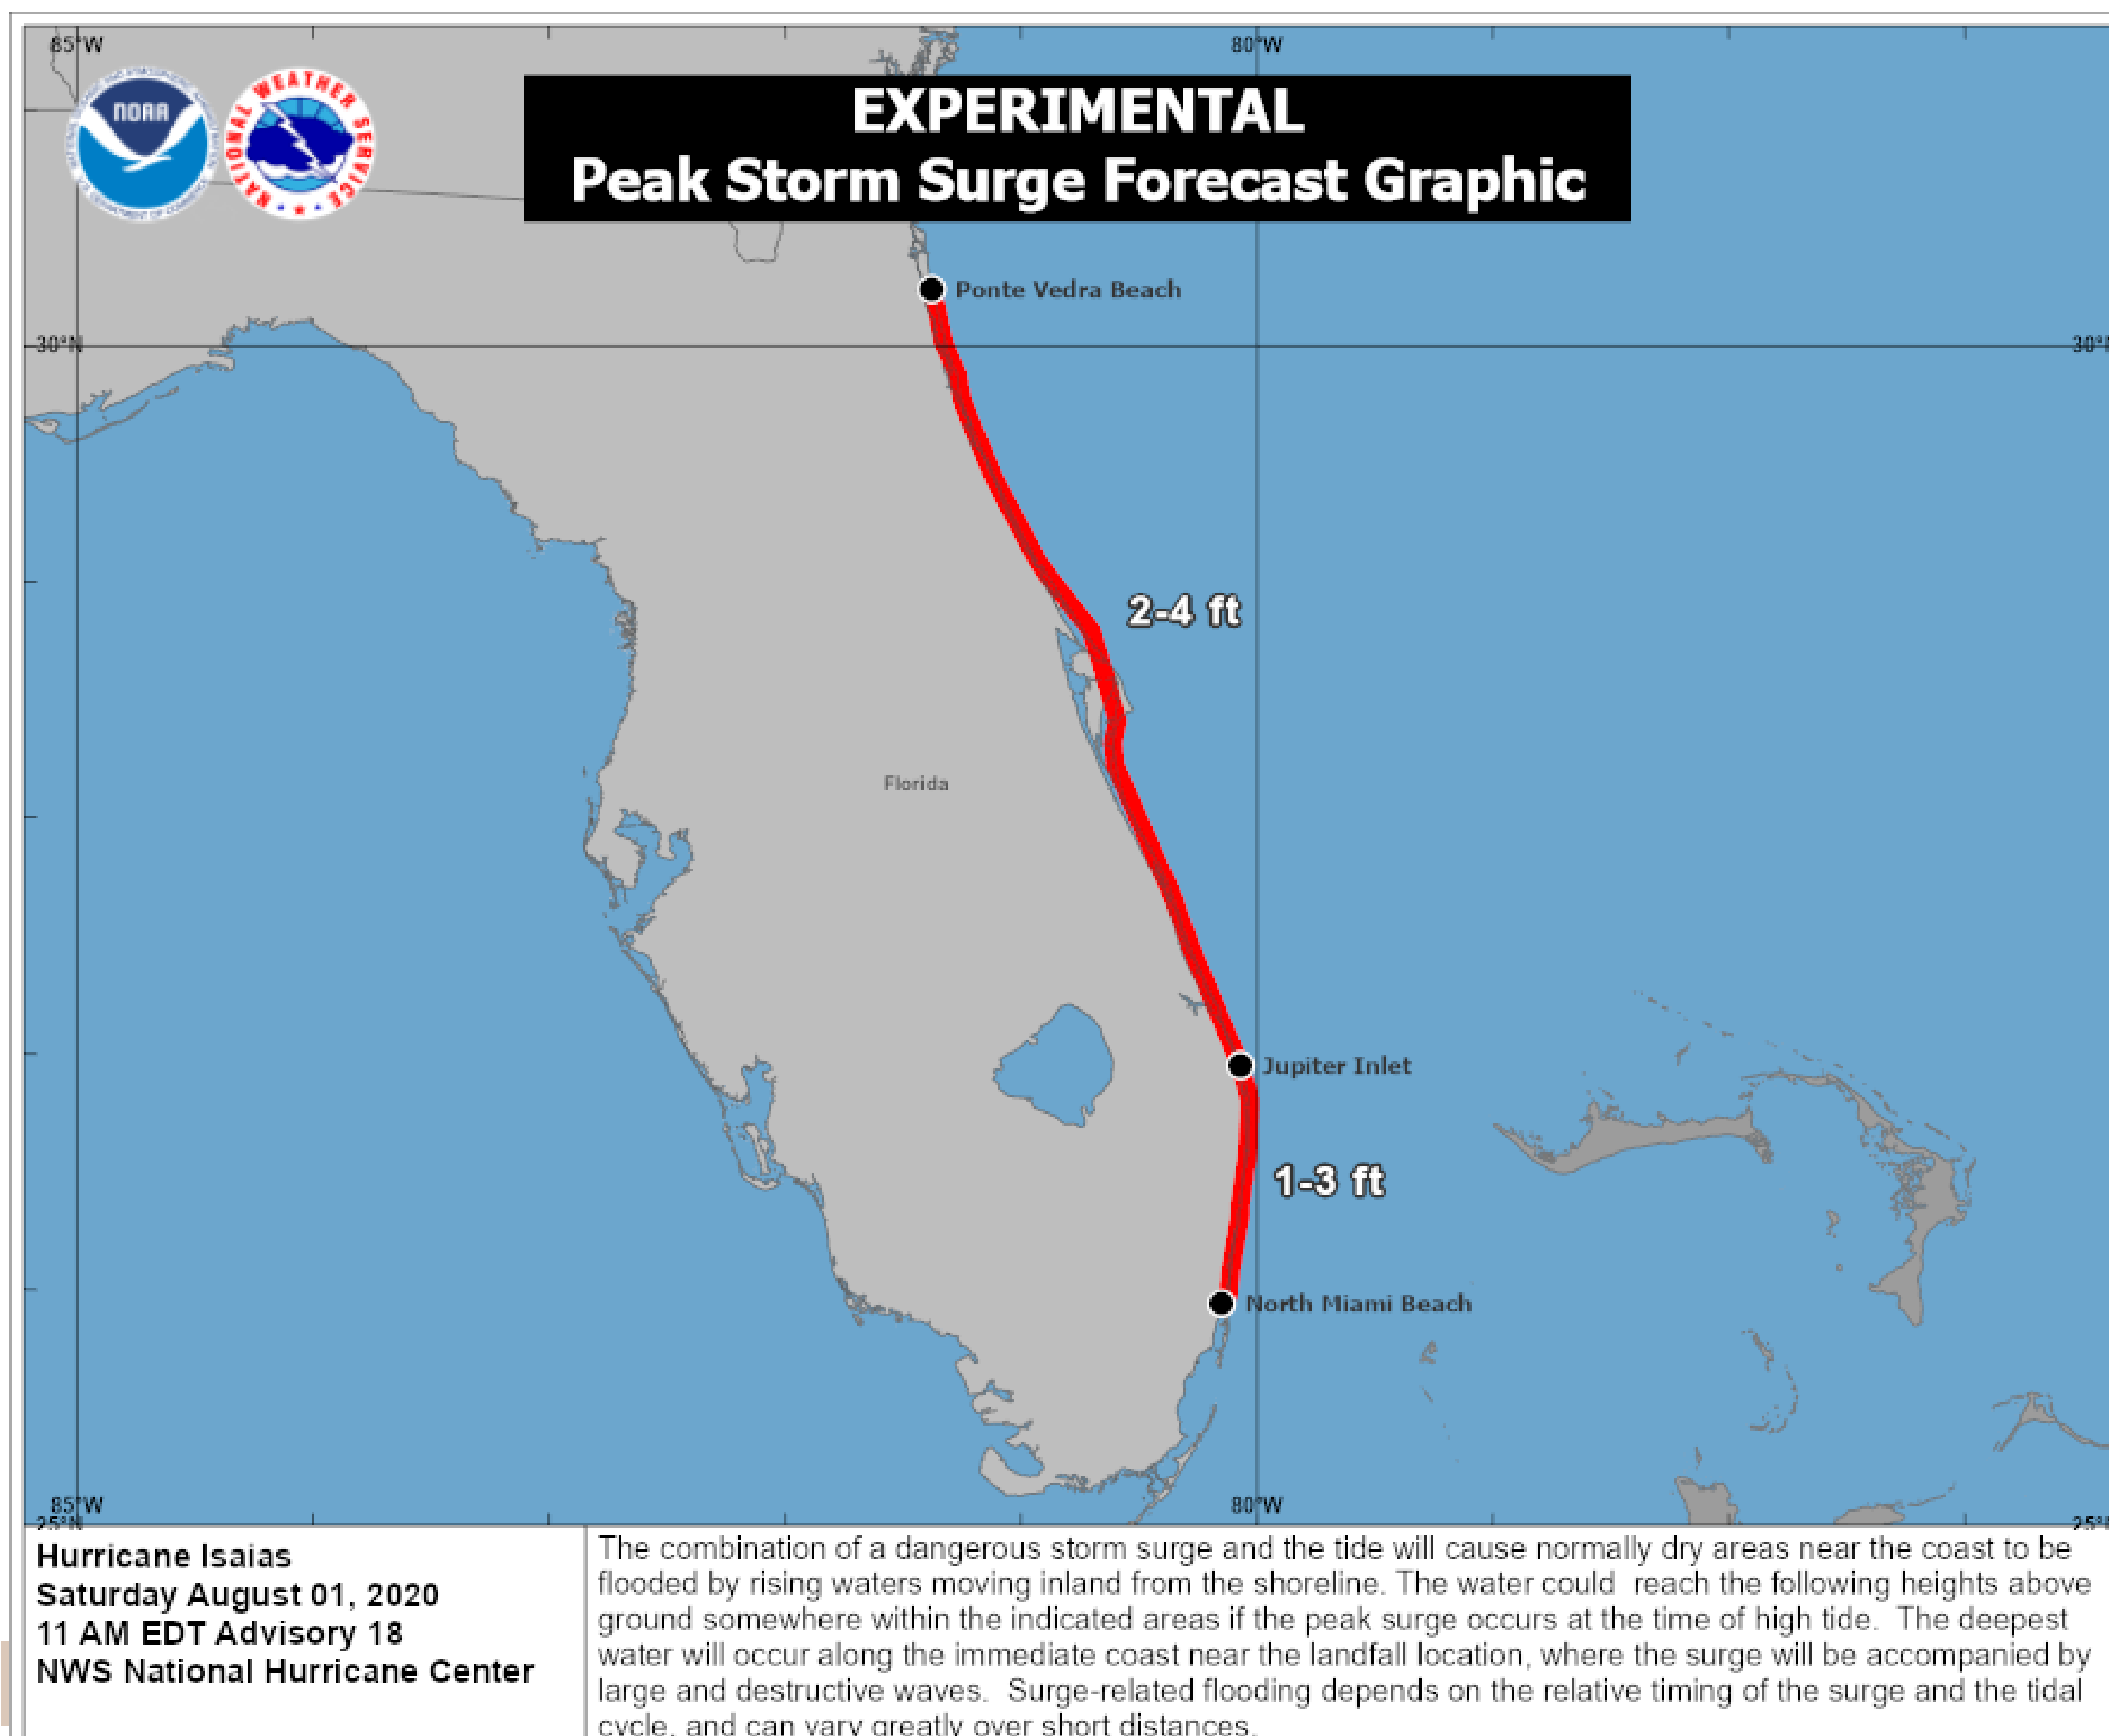 85°W
80°W
NOAA
NATIONAL WEATHER SERVICE
EXPERIMENTAL
Peak Storm Surge Forecast Graphic
Ponte Vedra Beach
30°N
30°N
2-4 ft
Florida
Jupiter Inlet
1-3 ft
North Miami Beach
85°W
80°W
25°N
25°N
Hurricane Isaias
Saturday August 01, 2020
11 AM EDT Advisory 18
NWS National Hurricane Center
The combination of a dangerous storm surge and the tide will cause normally dry areas near the coast to be
flooded by rising waters moving inland from the shoreline. The water could  reach the following heights above
ground somewhere within the indicated areas if the peak surge occurs at the time of high tide.  The deepest
water will occur along the immediate coast near the landfall location, where the surge will be accompanied by
large and destructive waves.  Surge-related flooding depends on the relative timing of the surge and the tidal
cycle, and can vary greatly over short distances.